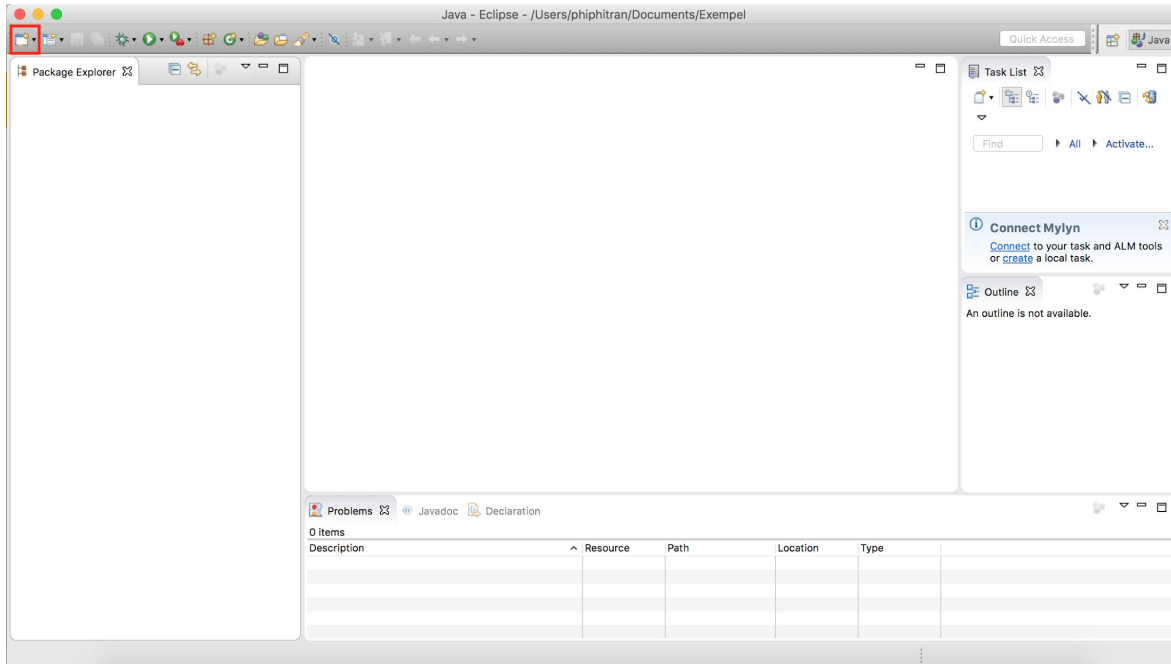 Java - Eclipse - /Users/phiphitran/Documents/Exempel
Quick Access
Java
Package Explorer
Task List
Find
All
Activate...
Connect Mylyn
Connect to your task and ALM tools
or create a local task.
Outline
An outline is not available.
Problems
Javadoc
Declaration
0 items
Description Resource Path Location Type